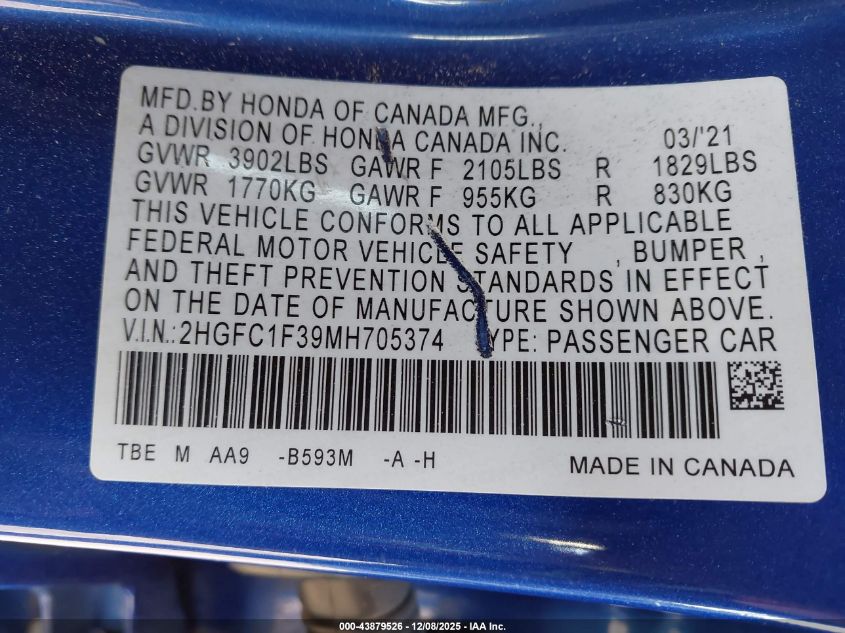 MFD.BY HONDA OF CANADA MFG.,
A DIVISION OF HONDA CANADA INC. 03/'21
GVWR 3902LBS GAWR F 2105LBS R 1829LBS
GVWR 1770KG GAWR F 955KG R 830KG
THIS VEHICLE CONFORMS TO ALL APPLICABLE
FEDERAL MOTOR VEHICLE SAFETY , BUMPER ,
AND THEFT PREVENTION STANDARDS IN EFFECT
ON THE DATE OF MANUFACTURE SHOWN ABOVE.
V.I.N.: 2HGFC1F39MH705374 TYPE: PASSENGER CAR
TBE M AA9 -B593M -A -H MADE IN CANADA
000-43879526 - 12/08/2025 - IAA Inc.